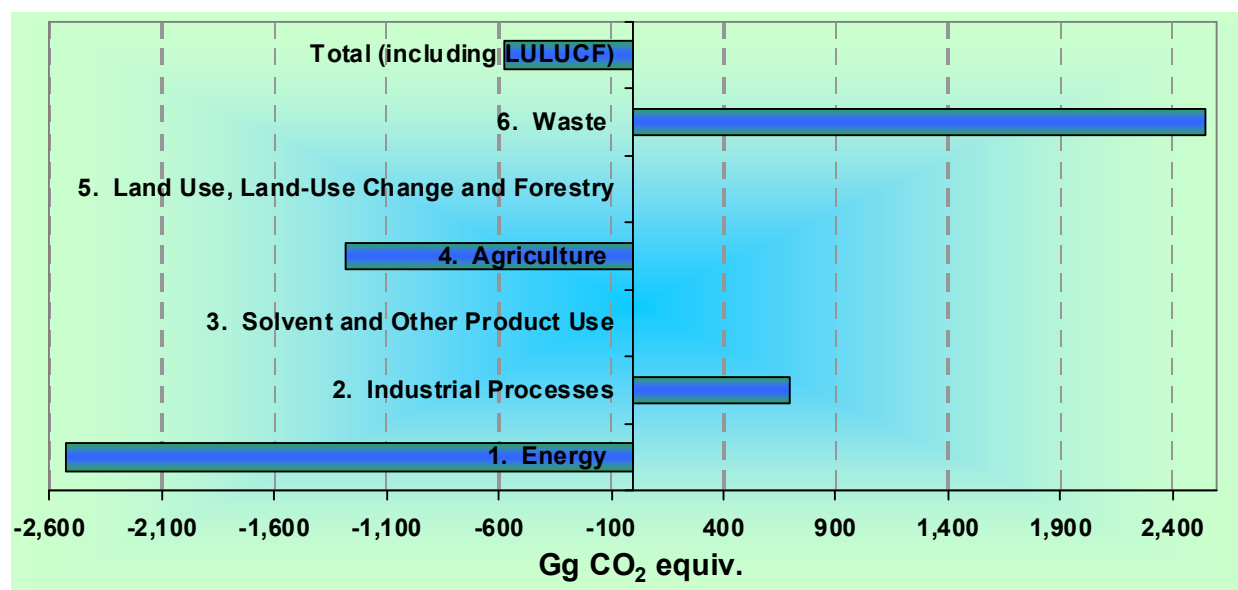 Total (including LULUCF)
6. Waste
5. Land Use, Land-Use Change and Forestry
4. Agriculture
3. Solvent and Other Product Use
2. Industrial Processes
1. Energy
-2,600 -2,100 -1,600 -1,100 -600 -100 400 900 1,400 1,900 2,400
Gg CO₂ equiv.